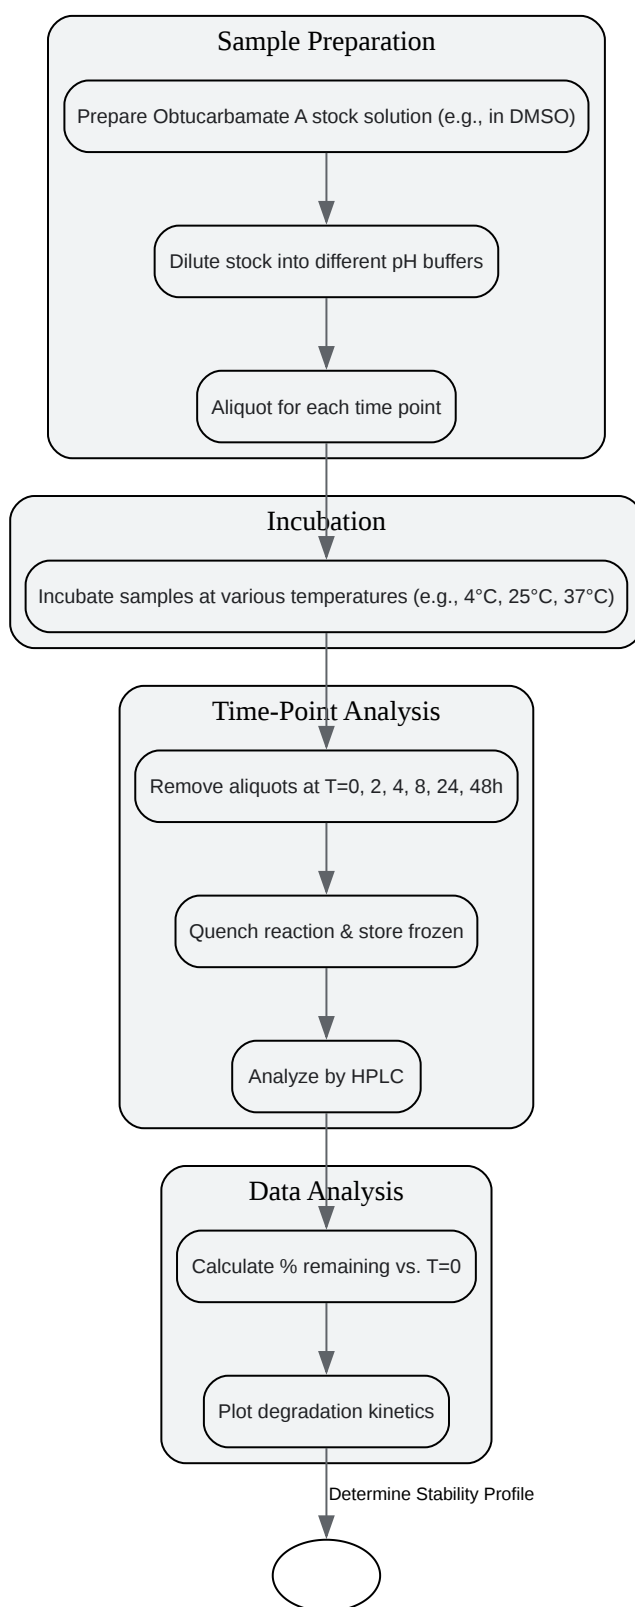 Sample Preparation
Prepare Obtucarbamate A stock solution (e.g., in DMSO)
Dilute stock into different pH buffers
Aliquot for each time point
Incubation
Incubate samples at various temperatures (e.g., 4°C, 25°C, 37°C)
Time-Point Analysis
Remove aliquots at T=0, 2, 4, 8, 24, 48h
Quench reaction & store frozen
Analyze by HPLC
Data Analysis
Calculate % remaining vs. T=0
Plot degradation kinetics
Determine Stability Profile